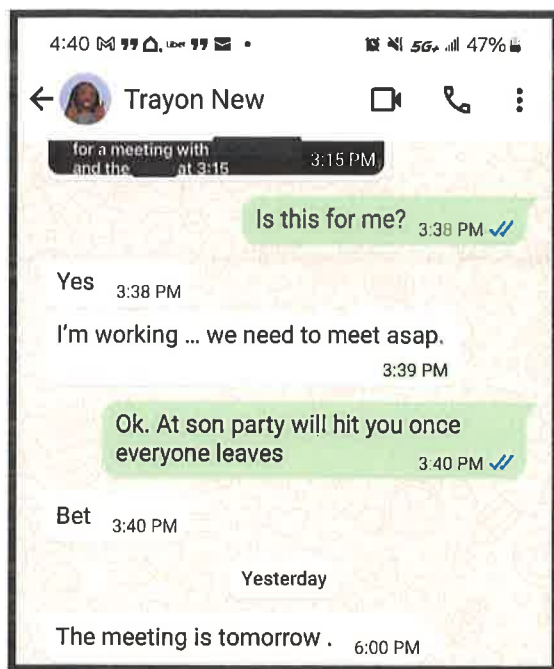 4:40
5G+ 47%
Trayon New
for a meeting with
and the at 3:15
3:15 PM
Is this for me? 3:38 PM
Yes 3:38 PM
I'm working ... we need to meet asap.
3:39 PM
Ok. At son party will hit you once
everyone leaves 3:40 PM
Bet 3:40 PM
Yesterday
The meeting is tomorrow . 6:00 PM